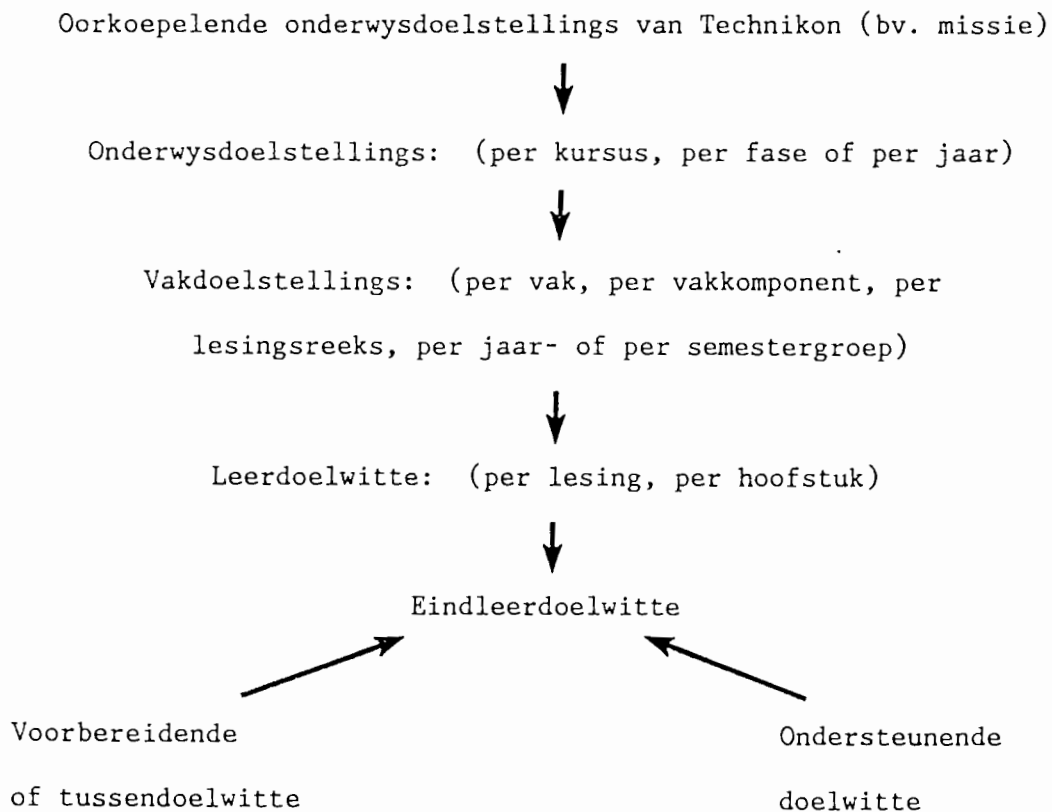 Oorkoepelende onderwysdoelstellings van Technikon (bv. missie)
Onderwysdoelstellings: (per kursus, per fase of per jaar)
Vakdoelstellings: (per vak, per vakkomponent, per
lesingsreeks, per jaar- of per semestergroep)
Leerdoelwitte: (per lesing, per hoofstuk)
Eindleerdoelwitte
Voorbereidende
of tussendoelwitte
Ondersteunende
doelwitte